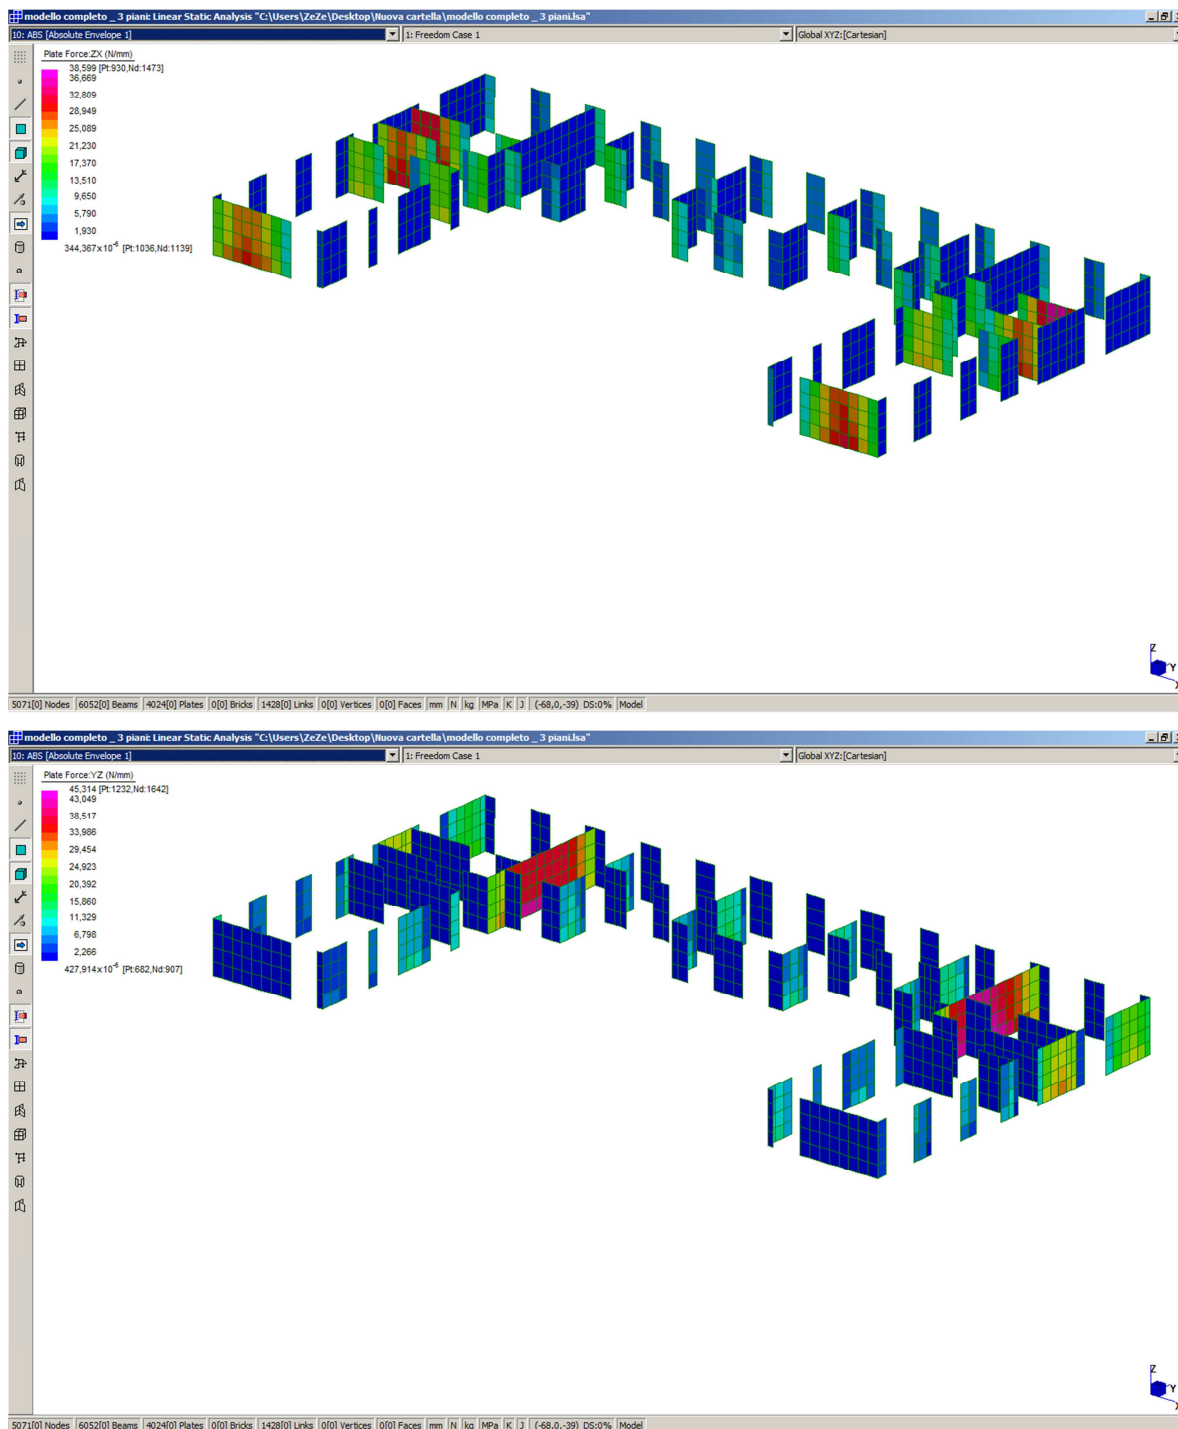 modello completo _ 3 piani: Linear Static Analysis "C:\Users\ZeZe\Desktop\Nuova cartella\modello completo _ 3 piani.lsa"
10: ABS [Absolute Envelope 1] 1: Freedom Case 1 Global XYZ:[Cartesian]
Plate Force:ZX (N/mm)
38,599 [Pt:930,Nd:1473]
36,669
32,809
28,949
25,089
21,230
17,370
13,510
9,650
5,790
1,930
344,367x10^-6 [Pt:1036,Nd:1139]
Z
Y
X
5071[0] Nodes 6052[0] Beams 4024[0] Plates 0[0] Bricks 1428[0] Links 0[0] Vertices 0[0] Faces mm N kg MPa K J (-68,0,-39) DS:0% Model
modello completo _ 3 piani: Linear Static Analysis "C:\Users\ZeZe\Desktop\Nuova cartella\modello completo _ 3 piani.lsa"
10: ABS [Absolute Envelope 1] 1: Freedom Case 1 Global XYZ:[Cartesian]
Plate Force:YZ (N/mm)
45,314 [Pt:1232,Nd:1642]
43,049
38,517
33,986
29,454
24,923
20,392
15,860
11,329
6,798
2,266
427,914x10^-6 [Pt:682,Nd:907]
Z
Y
X
5071[0] Nodes 6052[0] Beams 4024[0] Plates 0[0] Bricks 1428[0] Links 0[0] Vertices 0[0] Faces mm N kg MPa K J (-68,0,-39) DS:0% Model